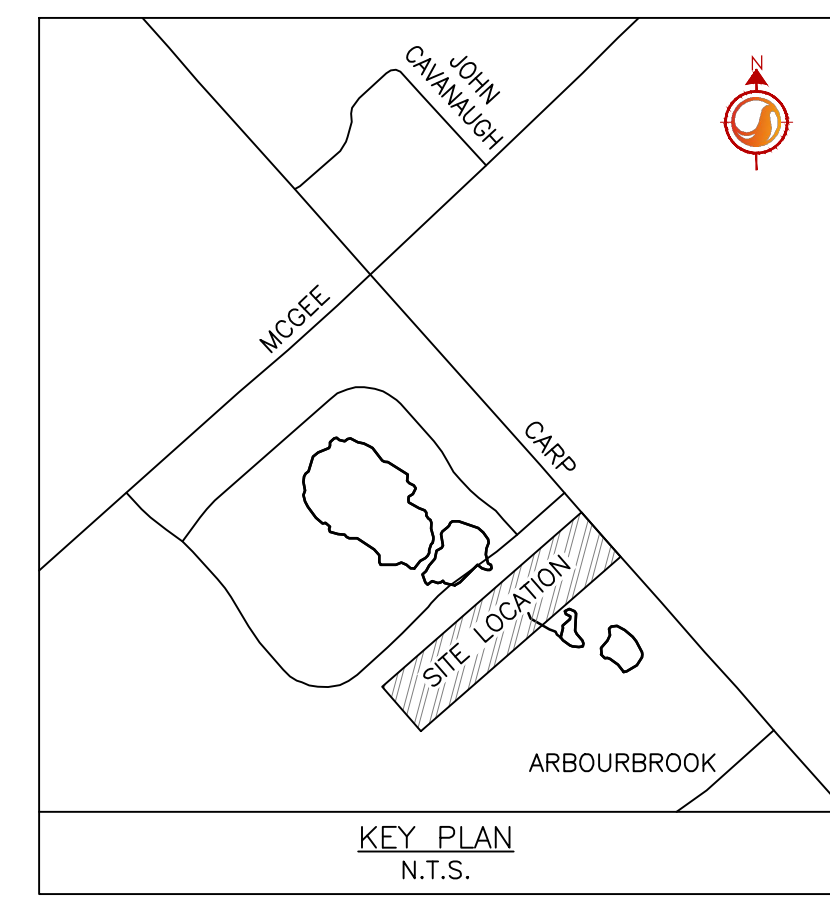 JOHN
CAVANAUGH
N
MCGEE
CARP
SITE LOCATION
ARBOURBROOK
KEY PLAN
N.T.S.